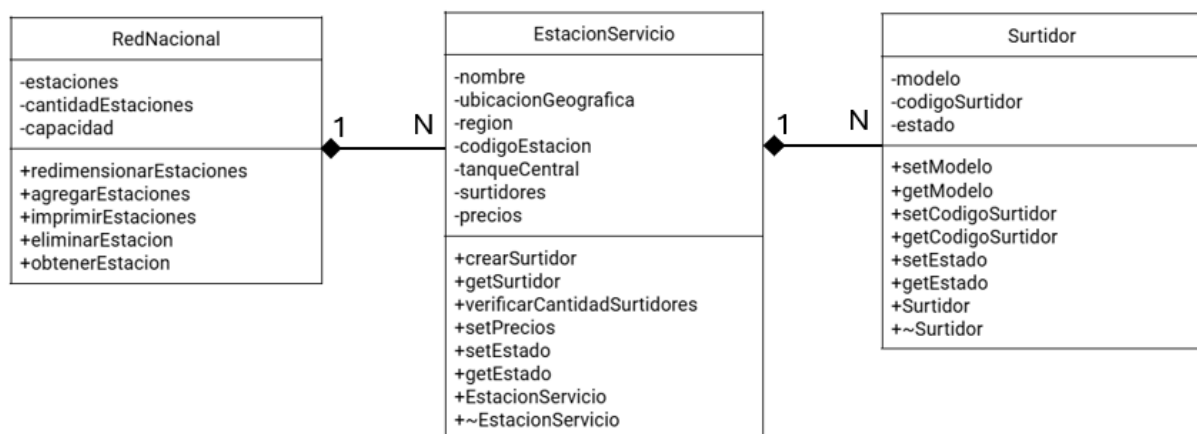 RedNacional
-estaciones
-cantidadEstaciones
-capacidad
+redimensionarEstaciones
+agregarEstaciones
+imprimirEstaciones
+eliminarEstacion
+obtenerEstacion
1
N
EstacionServicio
-nombre
-ubicacionGeografica
-region
-codigoEstacion
-tanqueCentral
-surtidores
-precios
+crearSurtidor
+getSurtidor
+verificarCantidadSurtidores
+setPrecios
+setEstado
+getEstado
+EstacionServicio
+~EstacionServicio
1
N
Surtidor
-modelo
-codigoSurtidor
-estado
+setModelo
+getModelo
+setCodigoSurtidor
+getCodigoSurtidor
+setEstado
+getEstado
+Surtidor
+~Surtidor